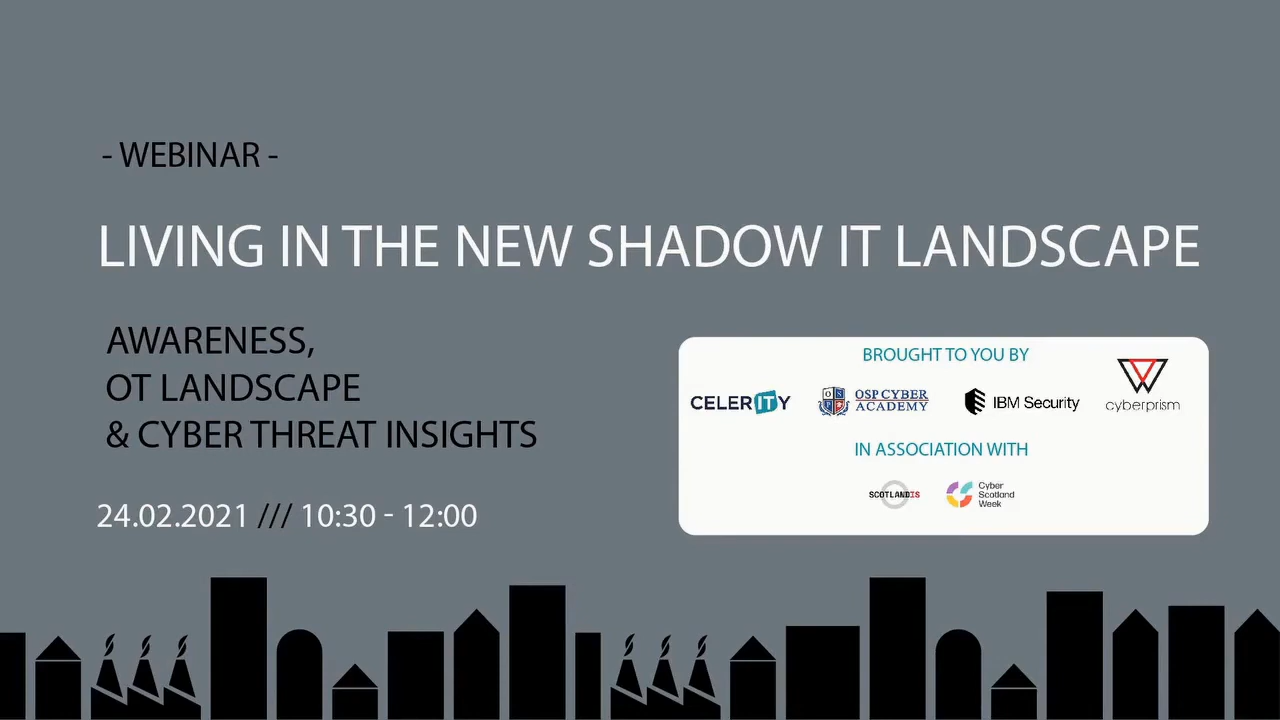 - WEBINAR -
LIVING IN THE NEW SHADOW IT LANDSCAPE
AWARENESS,
OT LANDSCAPE
& CYBER THREAT INSIGHTS
24.02.2021 /// 10:30 - 12:00
BROUGHT TO YOU BY
CELERITY
OSP CYBER
ACADEMY
IBM Security
cyberprism
IN ASSOCIATION WITH
SCOTLANDIS
Cyber
Scotland
Week